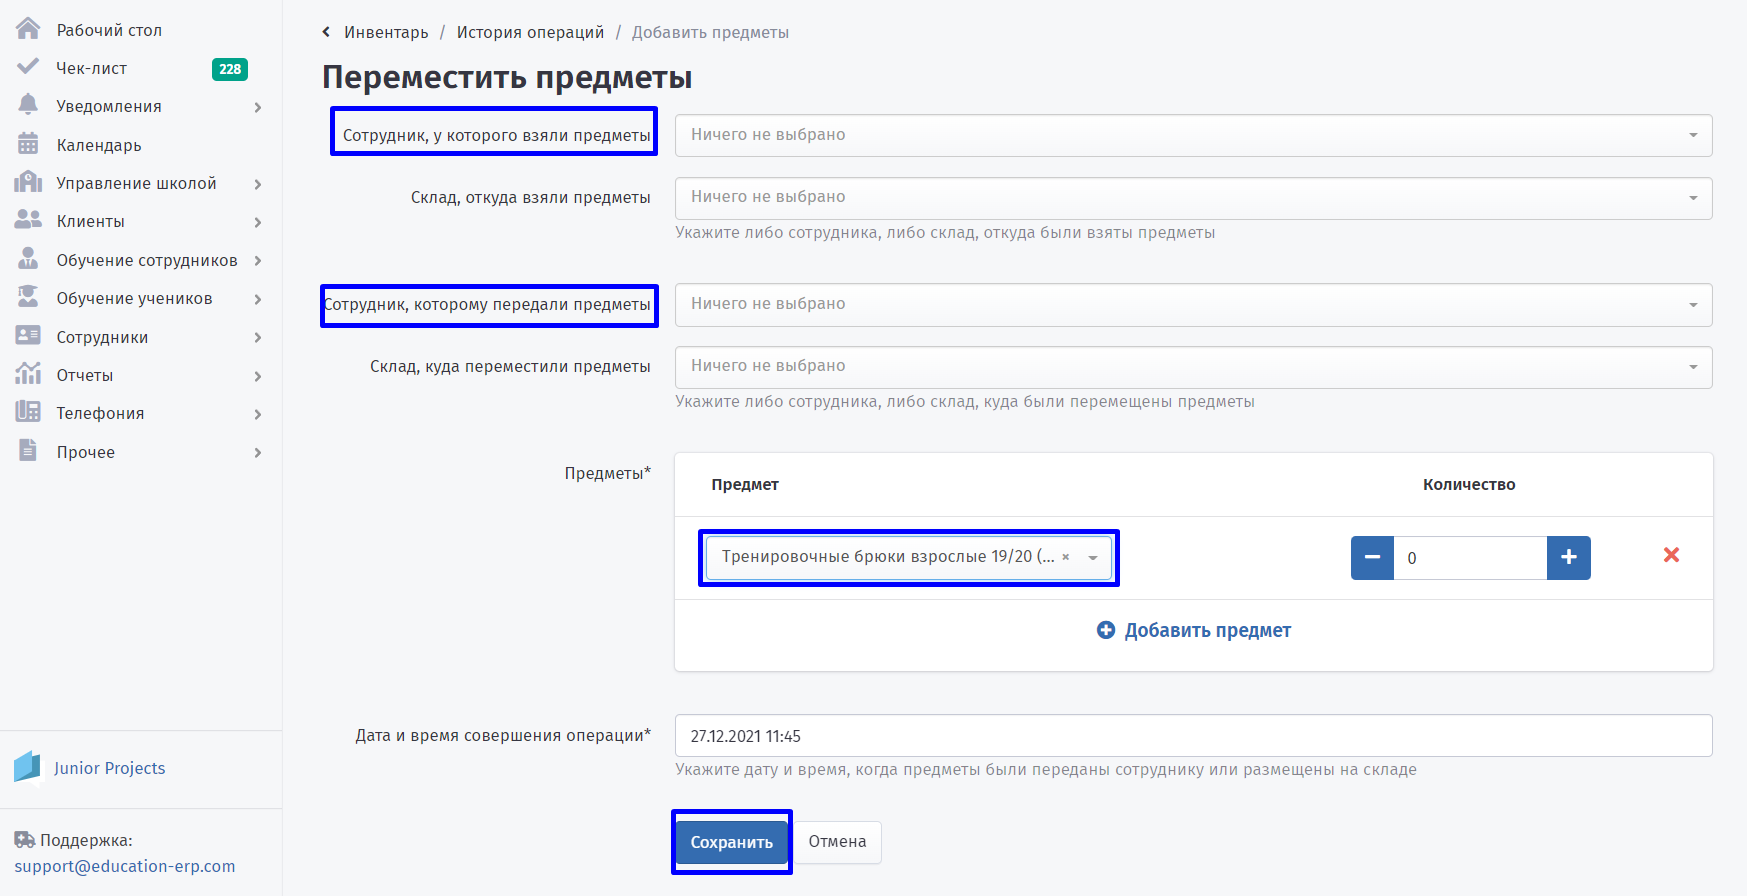 Рабочий стол
Чек-лист 228
Уведомления
Календарь
Управление школой
Клиенты
Обучение сотрудников
Обучение учеников
Сотрудники
Отчеты
Телефония
Прочее
Junior Projects
Поддержка:
support@education-erp.com
Инвентарь / История операций / Добавить предметы
Переместить предметы
Сотрудник, у которого взяли предметы Ничего не выбрано
Склад, откуда взяли предметы Ничего не выбрано
Укажите либо сотрудника, либо склад, откуда были взяты предметы
Сотрудник, которому передали предметы Ничего не выбрано
Склад, куда переместили предметы Ничего не выбрано
Укажите либо сотрудника, либо склад, куда были перемещены предметы
Предметы*
Предмет Количество
Тренировочные брюки взрослые 19/20 (... × 0
Добавить предмет
Дата и время совершения операции* 27.12.2021 11:45
Укажите дату и время, когда предметы были переданы сотруднику или размещены на складе
Сохранить Отмена